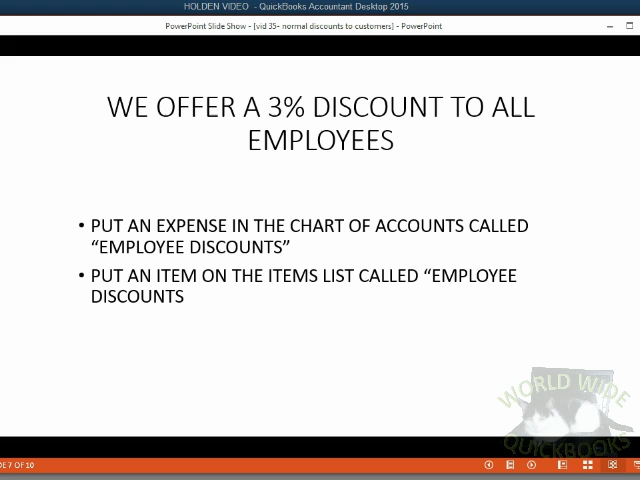 HOLDEN VIDEO - QuickBooks Accountant Desktop 2015
PowerPoint Slide Show - [vid 35- normal discounts to customers] - PowerPoint
WE OFFER A 3% DISCOUNT TO ALL
EMPLOYEES
• PUT AN EXPENSE IN THE CHART OF ACCOUNTS CALLED
“EMPLOYEE DISCOUNTS”
• PUT AN ITEM ON THE ITEMS LIST CALLED “EMPLOYEE
DISCOUNTS
WORLD WIDE
QUICKBOOKS
DE 7 OF 10